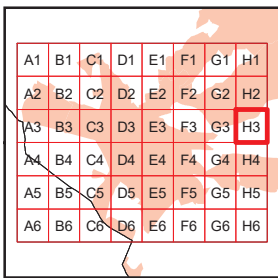 A1 B1 C1 D1 E1 F1 G1 H1
A2 B2 C2 D2 E2 F2 G2 H2
A3 B3 C3 D3 E3 F3 G3 H3
A4 B4 C4 D4 E4 F4 G4 H4
A5 B5 C5 D5 E5 F5 G5 H5
A6 B6 C6 D6 E6 F6 G6 H6